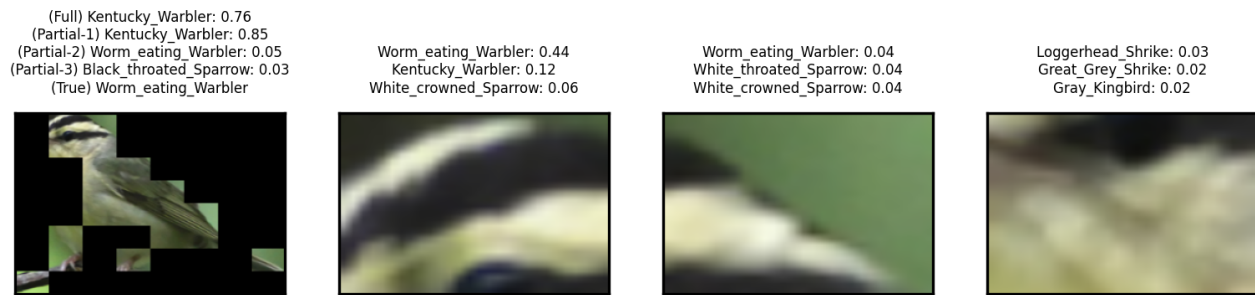 (Full) Kentucky_Warbler: 0.76
(Partial-1) Kentucky_Warbler: 0.85
(Partial-2) Worm_eating_Warbler: 0.05
(Partial-3) Black_throated_Sparrow: 0.03
(True) Worm_eating_Warbler
Worm_eating_Warbler: 0.44
Kentucky_Warbler: 0.12
White_crowned_Sparrow: 0.06
Worm_eating_Warbler: 0.04
White_throated_Sparrow: 0.04
White_crowned_Sparrow: 0.04
Loggerhead_Shrike: 0.03
Great_Grey_Shrike: 0.02
Gray_Kingbird: 0.02